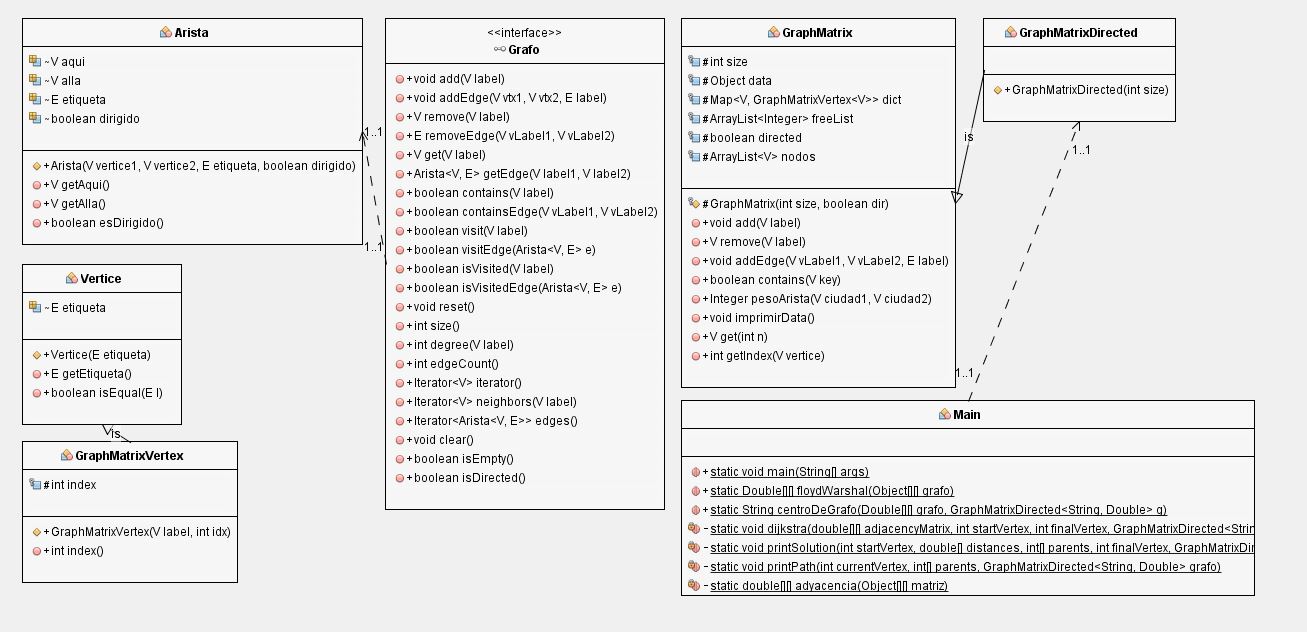 Arista
~V aqui
~V alla
~E etiqueta
~boolean dirigido
+Arista(V vertice1, V vertice2, E etiqueta, boolean dirigido)
+V getAqui()
+V getAlla()
+boolean esDirigido()
1..1
1..1
Vertice
~E etiqueta
+Vertice(E etiqueta)
+E getEtiqueta()
+boolean isEqual(E l)
is
GraphMatrixVertex
#int index
+GraphMatrixVertex(V label, int idx)
+int index()
<<interface>>
Grafo
+void add(V label)
+void addEdge(V vtx1, V vtx2, E label)
+V remove(V label)
+E removeEdge(V vLabel1, V vLabel2)
+V get(V label)
+Arista<V, E> getEdge(V label1, V label2)
+boolean contains(V label)
+boolean containsEdge(V vLabel1, V vLabel2)
+boolean visit(V label)
+boolean visitEdge(Arista<V, E> e)
+boolean isVisited(V label)
+boolean isVisitedEdge(Arista<V, E> e)
+void reset()
+int size()
+int degree(V label)
+int edgeCount()
+Iterator<V> iterator()
+Iterator<V> neighbors(V label)
+Iterator<Arista<V, E>> edges()
+void clear()
+boolean isEmpty()
+boolean isDirected()
GraphMatrix
#int size
#Object data
#Map<V, GraphMatrixVertex<V>> dict
#ArrayList<Integer> freeList
#boolean directed
#ArrayList<V> nodos
#GraphMatrix(int size, boolean dir)
+void add(V label)
+V remove(V label)
+void addEdge(V vLabel1, V vLabel2, E label)
+boolean contains(V key)
+Integer pesoArista(V ciudad1, V ciudad2)
+void imprimirData()
+V get(int n)
+int getIndex(V vertice)
GraphMatrixDirected
+GraphMatrixDirected(int size)
is
1..1
1..1
Main
+static void main(String[] args)
+static Double[][] floydWarshal(Object[][] grafo)
+static String centroDeGrafo(Double[][] grafo, GraphMatrixDirected<String, Double> g)
-static void dijkstra(double[][] adjacencyMatrix, int startVertex, int finalVertex, GraphMatrixDirected<Strin
-static void printSolution(int startVertex, double[] distances, int[] parents, int finalVertex, GraphMatrixDir
-static void printPath(int currentVertex, int[] parents, GraphMatrixDirected<String, Double> grafo)
-static double[][] adyacencia(Object[][] matriz)